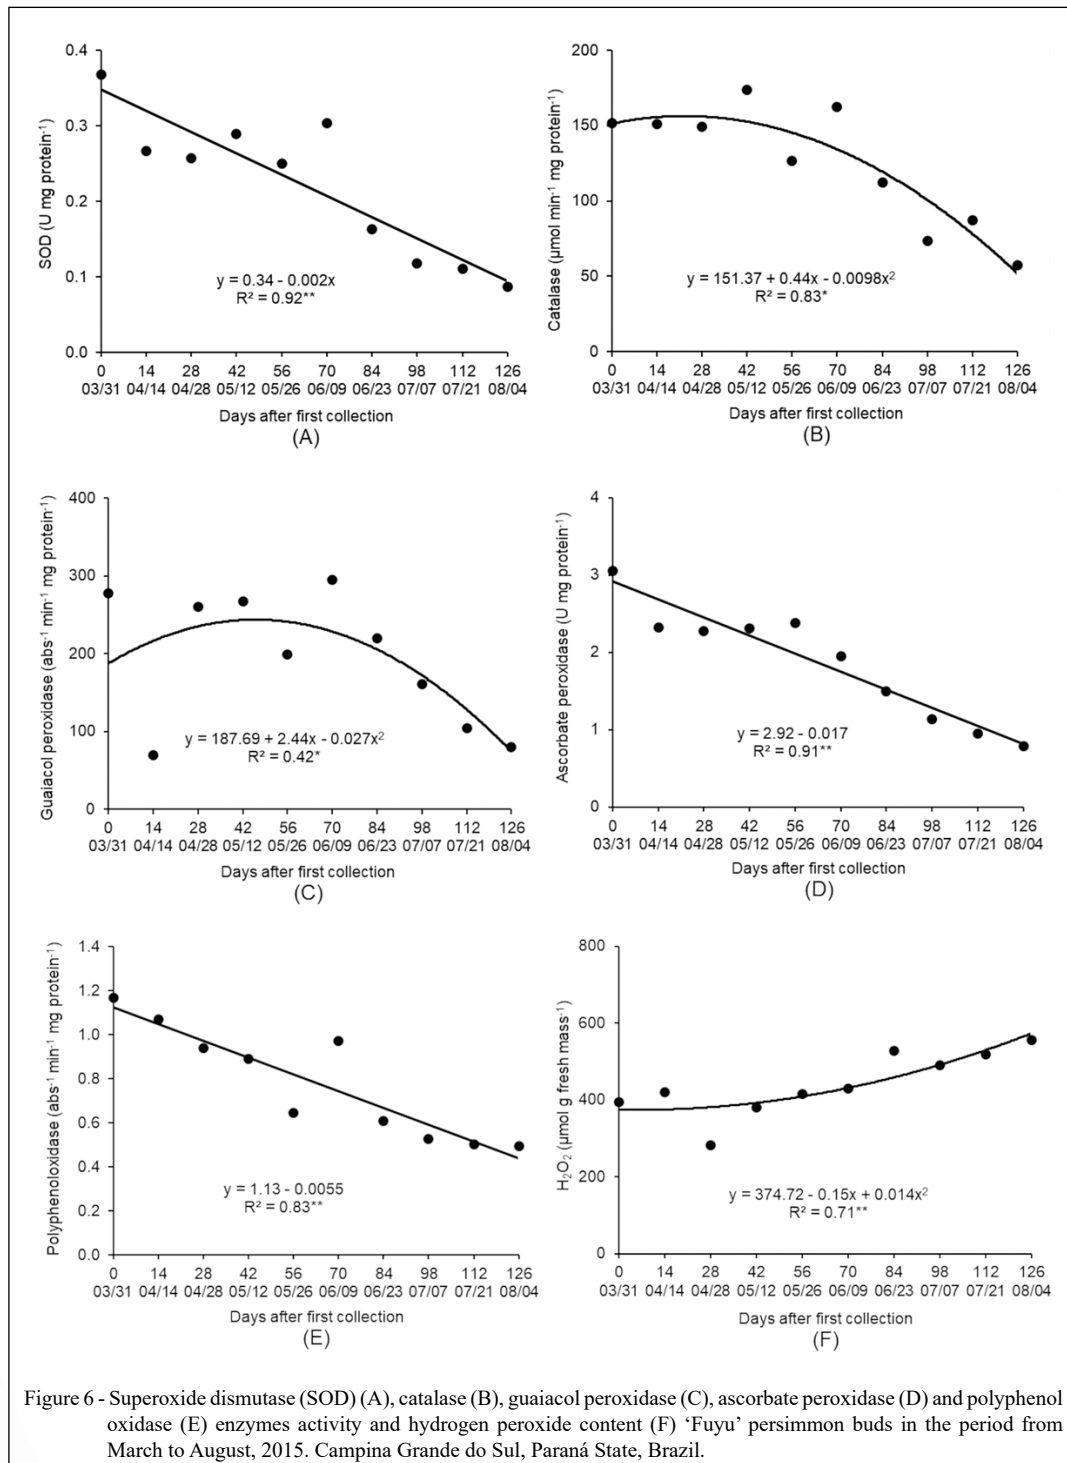 SOD (U mg protein⁻¹)
0.4
0.3
0.2
0.1
0.0
y = 0.34 - 0.002x
R² = 0.92**
0 14 28 42 56 70 84 98 112 126
03/31 04/14 04/28 05/12 05/26 06/09 06/23 07/07 07/21 08/04
Days after first collection
(A)
Catalase (µmol min⁻¹ mg protein⁻¹)
200
150
100
50
0
y = 151.37 + 0.44x - 0.0098x²
R² = 0.83*
0 14 28 42 56 70 84 98 112 126
03/31 04/14 04/28 05/12 05/26 06/09 06/23 07/07 07/21 08/04
Days after first collection
(B)
Guaiacol peroxidase (abs⁻¹ min⁻¹ mg protein⁻¹)
400
300
200
100
0
y = 187.69 + 2.44x - 0.027x²
R² = 0.42*
0 14 28 42 56 70 84 98 112 126
03/31 04/14 04/28 05/12 05/26 06/09 06/23 07/07 07/21 08/04
Days after first collection
(C)
Ascorbate peroxidase (U mg protein⁻¹)
4
3
2
1
0
y = 2.92 - 0.017
R² = 0.91**
0 14 28 42 56 70 84 98 112 126
03/31 04/14 04/28 05/12 05/26 06/09 06/23 07/07 07/21 08/04
Days after first collection
(D)
Polyphenoloxidase (abs⁻¹ min⁻¹ mg protein⁻¹)
1.4
1.2
1.0
0.8
0.6
0.4
0.2
0.0
y = 1.13 - 0.0055
R² = 0.83**
0 14 28 42 56 70 84 98 112 126
03/31 04/14 04/28 05/12 05/26 06/09 06/23 07/07 07/21 08/04
Days after first collection
(E)
H₂O₂ (µmol g fresh mass⁻¹)
800
600
400
200
0
y = 374.72 - 0.15x + 0.014x²
R² = 0.71**
0 14 28 42 56 70 84 98 112 126
03/31 04/14 04/28 05/12 05/26 06/09 06/23 07/07 07/21 08/04
Days after first collection
(F)
Figure 6 - Superoxide dismutase (SOD) (A), catalase (B), guaiacol peroxidase (C), ascorbate peroxidase (D) and polyphenol
oxidase (E) enzymes activity and hydrogen peroxide content (F) ‘Fuyu’ persimmon buds in the period from
March to August, 2015. Campina Grande do Sul, Paraná State, Brazil.